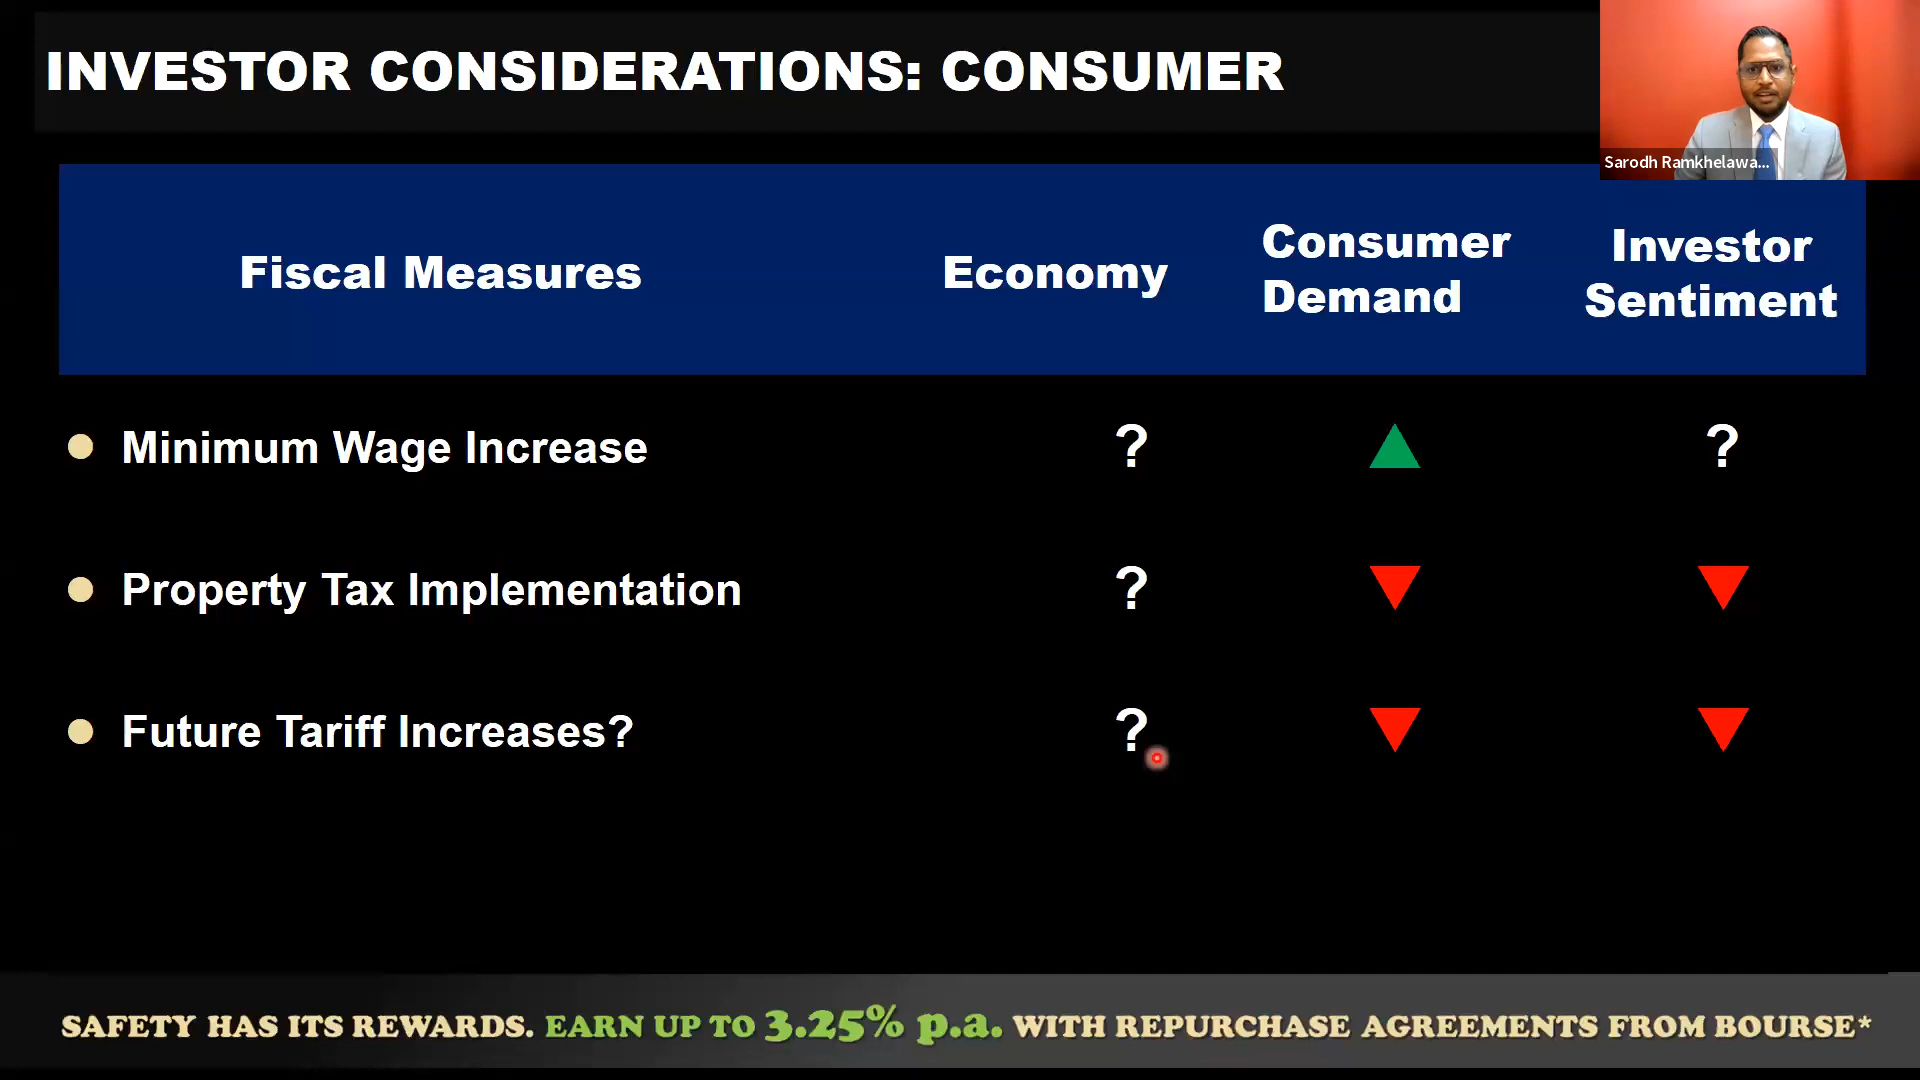 INVESTOR CONSIDERATIONS: CONSUMER
Sarodh Ramkhelawa...
Fiscal Measures
Economy
Consumer
Demand
Investor
Sentiment
Minimum Wage Increase ? ?
Property Tax Implementation ?
Future Tariff Increases? ?
SAFETY HAS ITS REWARDS. EARN UP TO 3.25% p.a. WITH REPURCHASE AGREEMENTS FROM BOURSE*